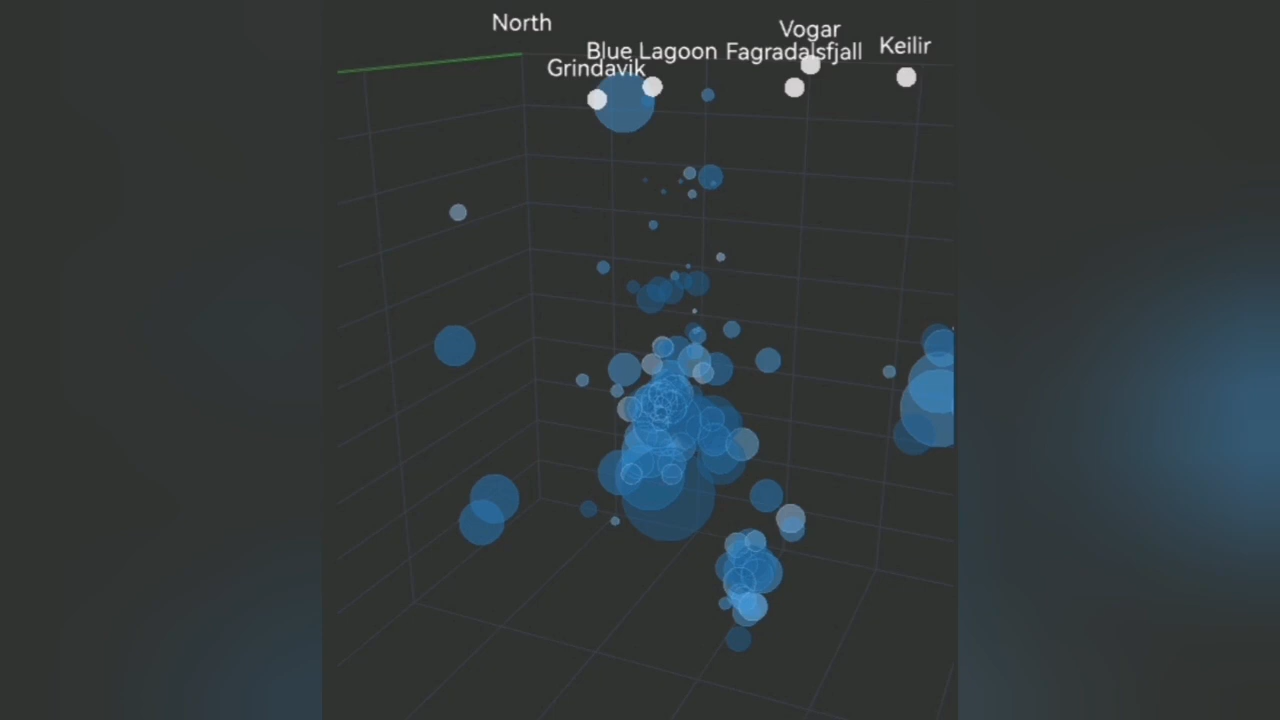 North
Vogar
Blue Lagoon
Fagradalsfjall
Keilir
Grindavik